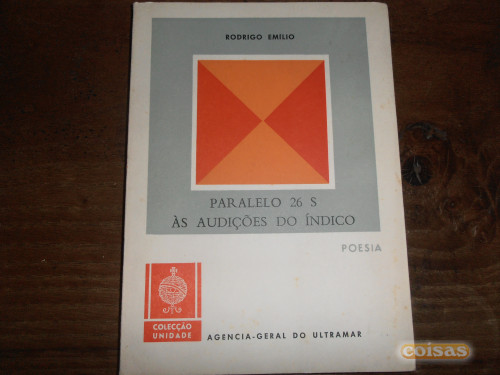 RODRIGO EMÍLIO
PARALELO 26 S
ÀS AUDIÇÕES DO ÍNDICO
POESIA
COLECÇÃO
UNIDADE
AGENCIA-GERAL DO ULTRAMAR
coisas